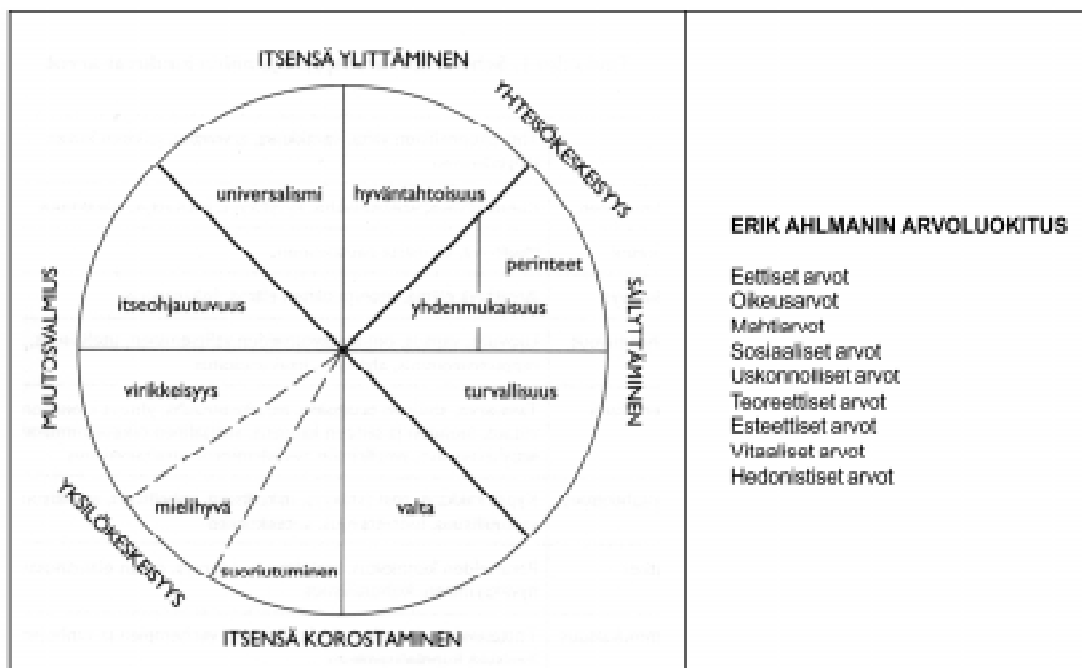 ITSENSÄ YLITTÄMINEN
YHTEISÖKESKEISYYS
universalismi
hyväntahtoisuus
perinteet
itseohjautuvuus
yhdenmukaisuus
MUUTOSVALMIUS
SÄILYTTÄMINEN
virikkeisyys
turvallisuus
mielihyvä
valta
YKSILÖKESKEISYYS
suoriutuminen
ITSENSÄ KOROSTAMINEN
ERIK AHLMANIN ARVOLUOKITUS
Eettiset arvot
Oikeusarvot
Mahtiarvot
Sosiaaliset arvot
Uskonnolliset arvot
Teoreettiset arvot
Esteettiset arvot
Vitaaliset arvot
Hedonistiset arvot